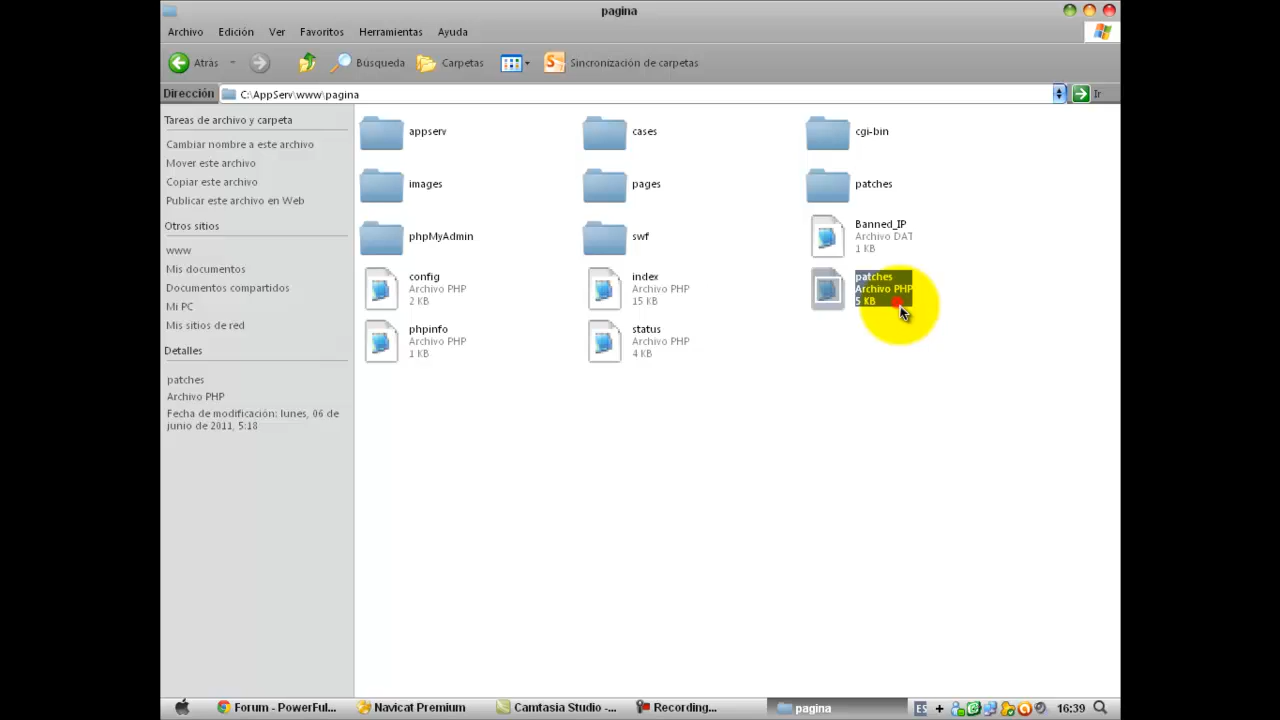 pagina
Archivo Edición Ver Favoritos Herramientas Ayuda
Atrás Búsqueda Carpetas Sincronización de carpetas
Dirección C:\AppServ\www\pagina Ir
Tareas de archivo y carpeta
Cambiar nombre a este archivo
Mover este archivo
Copiar este archivo
Publicar este archivo en Web
Otros sitios
www
Mis documentos
Documentos compartidos
Mi PC
Mis sitios de red
Detalles
patches
Archivo PHP
Fecha de modificación: lunes, 06 de
junio de 2011, 5:18
appserv
cases
cgi-bin
images
pages
patches
phpMyAdmin
swf
Banned_IP
Archivo DAT
1 KB
config
Archivo PHP
2 KB
index
Archivo PHP
15 KB
patches
Archivo PHP
5 KB
phpinfo
Archivo PHP
1 KB
status
Archivo PHP
4 KB
Forum - PowerFul... Navicat Premium Camtasia Studio -... Recording... pagina ES 16:39